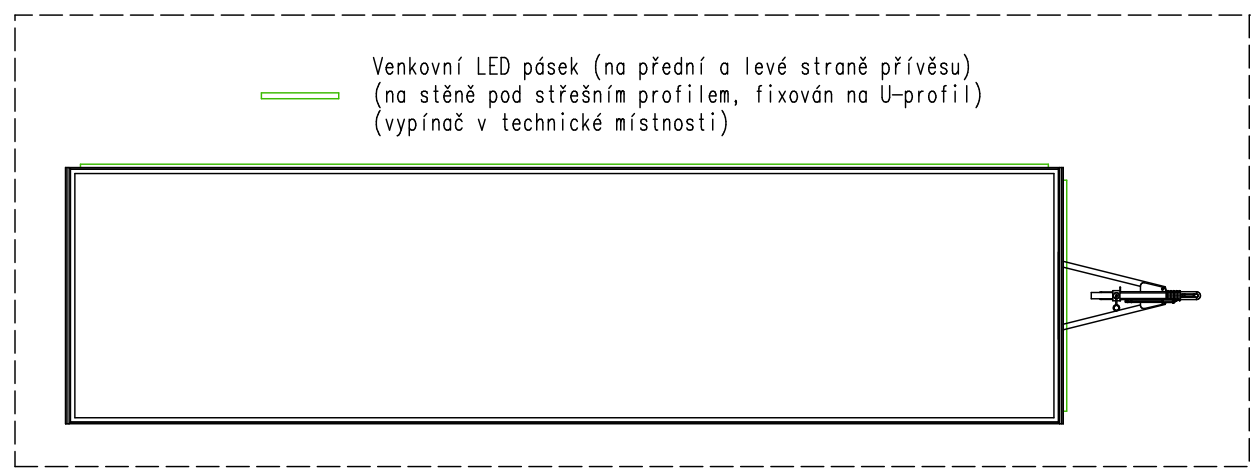 Venkovní LED pásek (na přední a levé straně přívěsu)
(na stěně pod střešním profilem, fixován na U-profil)
(vypínač v technické místnosti)